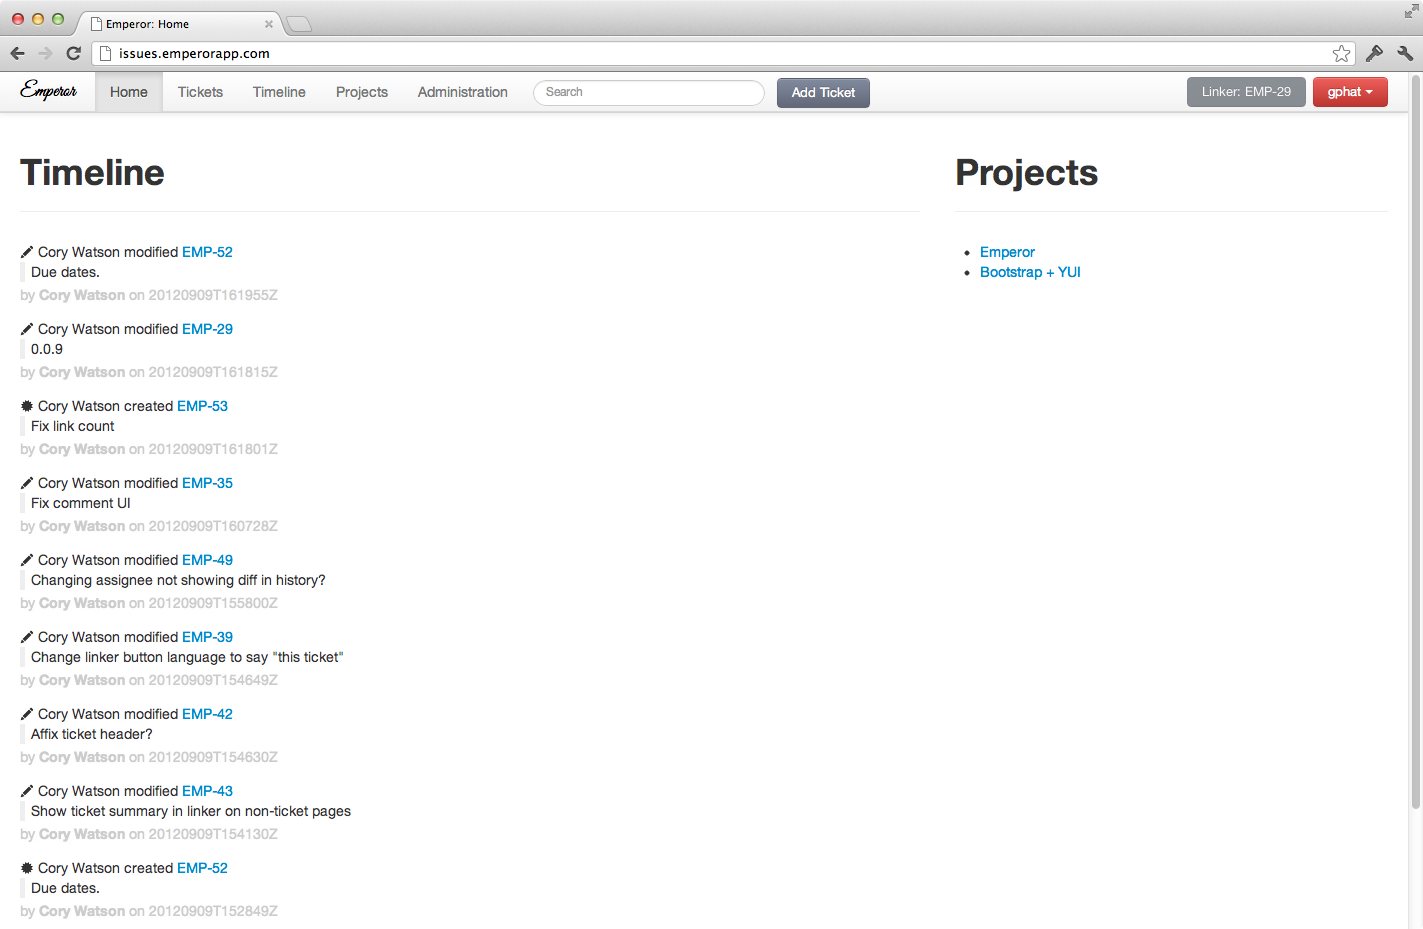 Emperor: Home
issues.emperorapp.com
Emperor Home Tickets Timeline Projects Administration Search Add Ticket Linker: EMP-29 gphat
Timeline
Cory Watson modified EMP-52
Due dates.
by Cory Watson on 20120909T161955Z
Cory Watson modified EMP-29
0.0.9
by Cory Watson on 20120909T161815Z
Cory Watson created EMP-53
Fix link count
by Cory Watson on 20120909T161801Z
Cory Watson modified EMP-35
Fix comment UI
by Cory Watson on 20120909T160728Z
Cory Watson modified EMP-49
Changing assignee not showing diff in history?
by Cory Watson on 20120909T155800Z
Cory Watson modified EMP-39
Change linker button language to say "this ticket"
by Cory Watson on 20120909T154649Z
Cory Watson modified EMP-42
Affix ticket header?
by Cory Watson on 20120909T154630Z
Cory Watson modified EMP-43
Show ticket summary in linker on non-ticket pages
by Cory Watson on 20120909T154130Z
Cory Watson created EMP-52
Due dates.
by Cory Watson on 20120909T152849Z
Projects
Emperor
Bootstrap + YUI